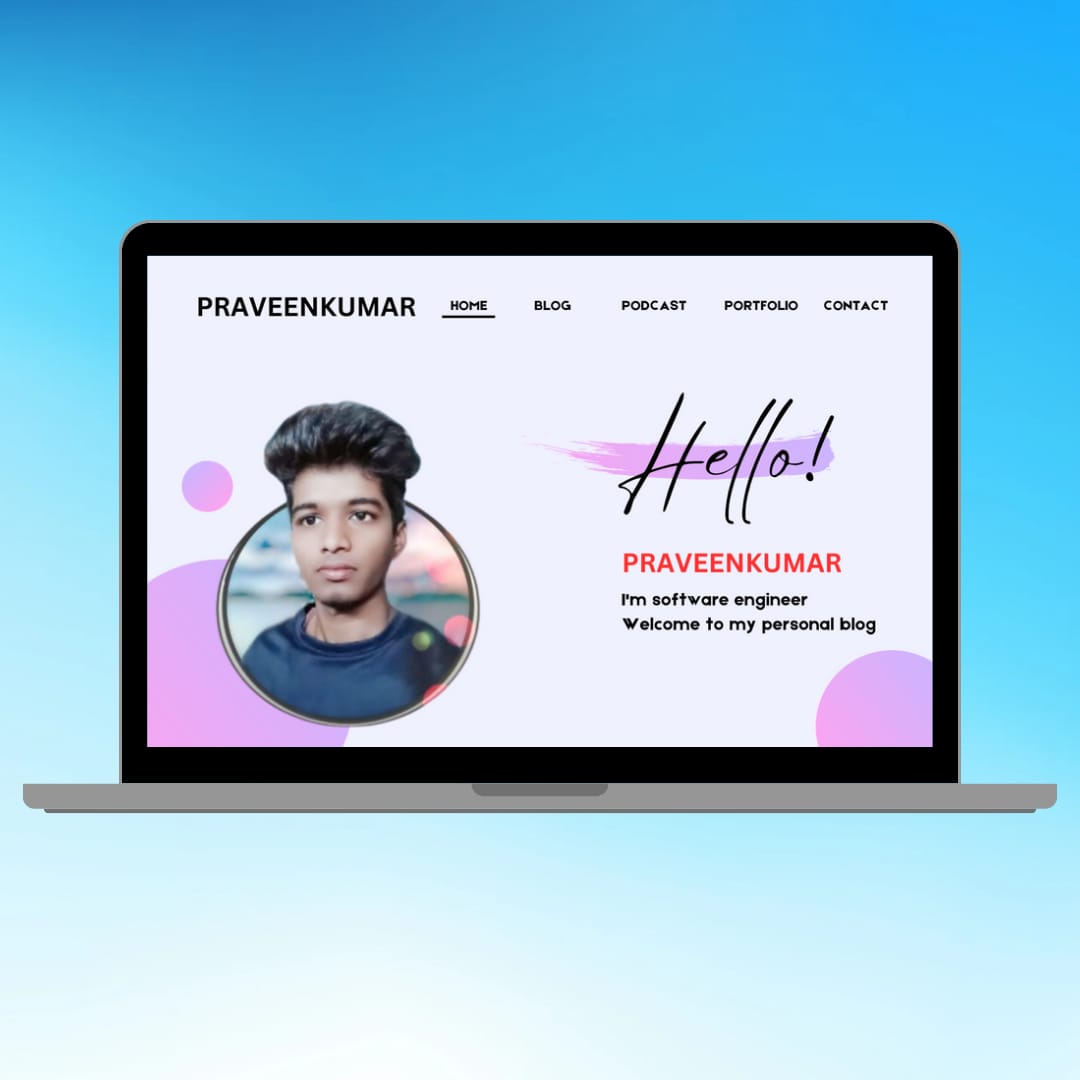 PRAVEENKUMAR HOME BLOG PODCAST PORTFOLIO CONTACT
Hello!
PRAVEENKUMAR
I'm software engineer
Welcome to my personal blog